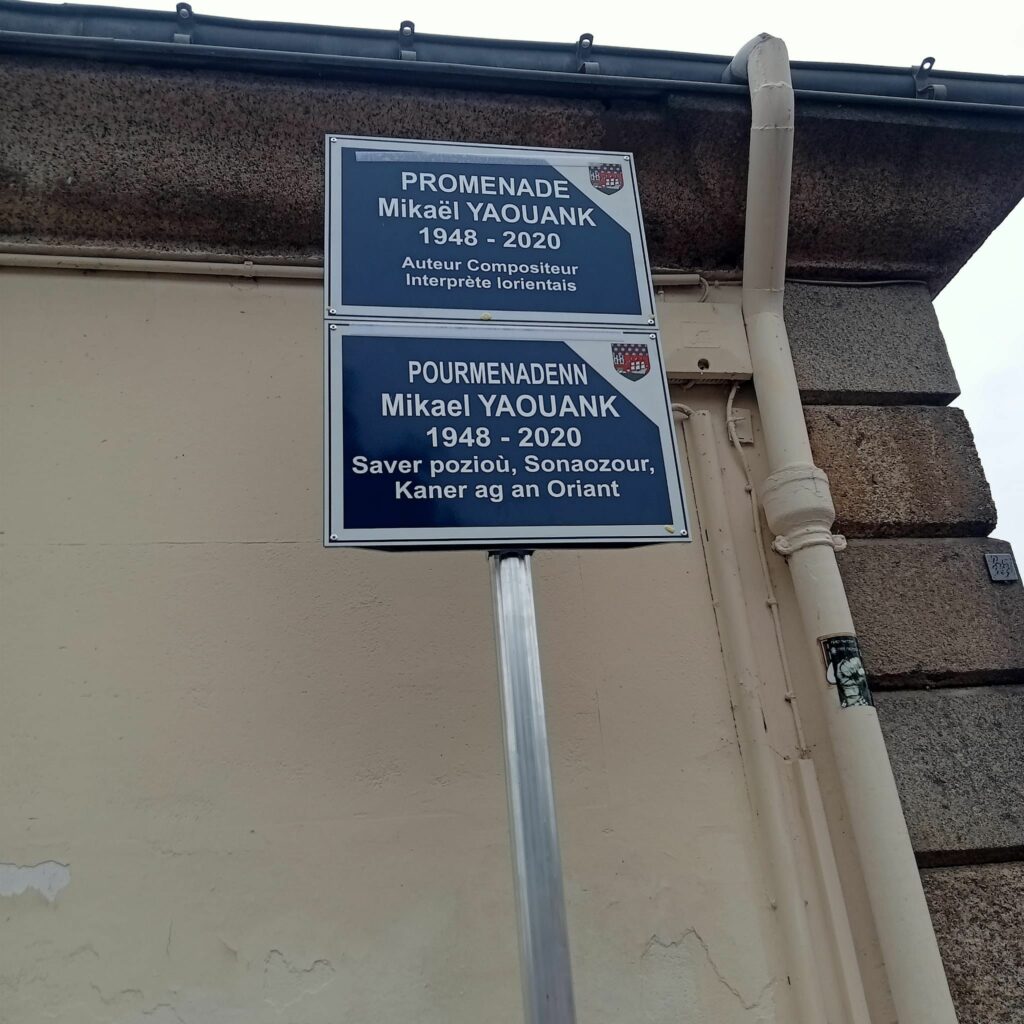 PROMENADE
Mikaël YAOUANK
1948 - 2020
Auteur Compositeur
Interprète lorientais
POURMENADENN
Mikael YAOUANK
1948 - 2020
Saver pozioù, Sonaozour,
Kaner ag an Oriant